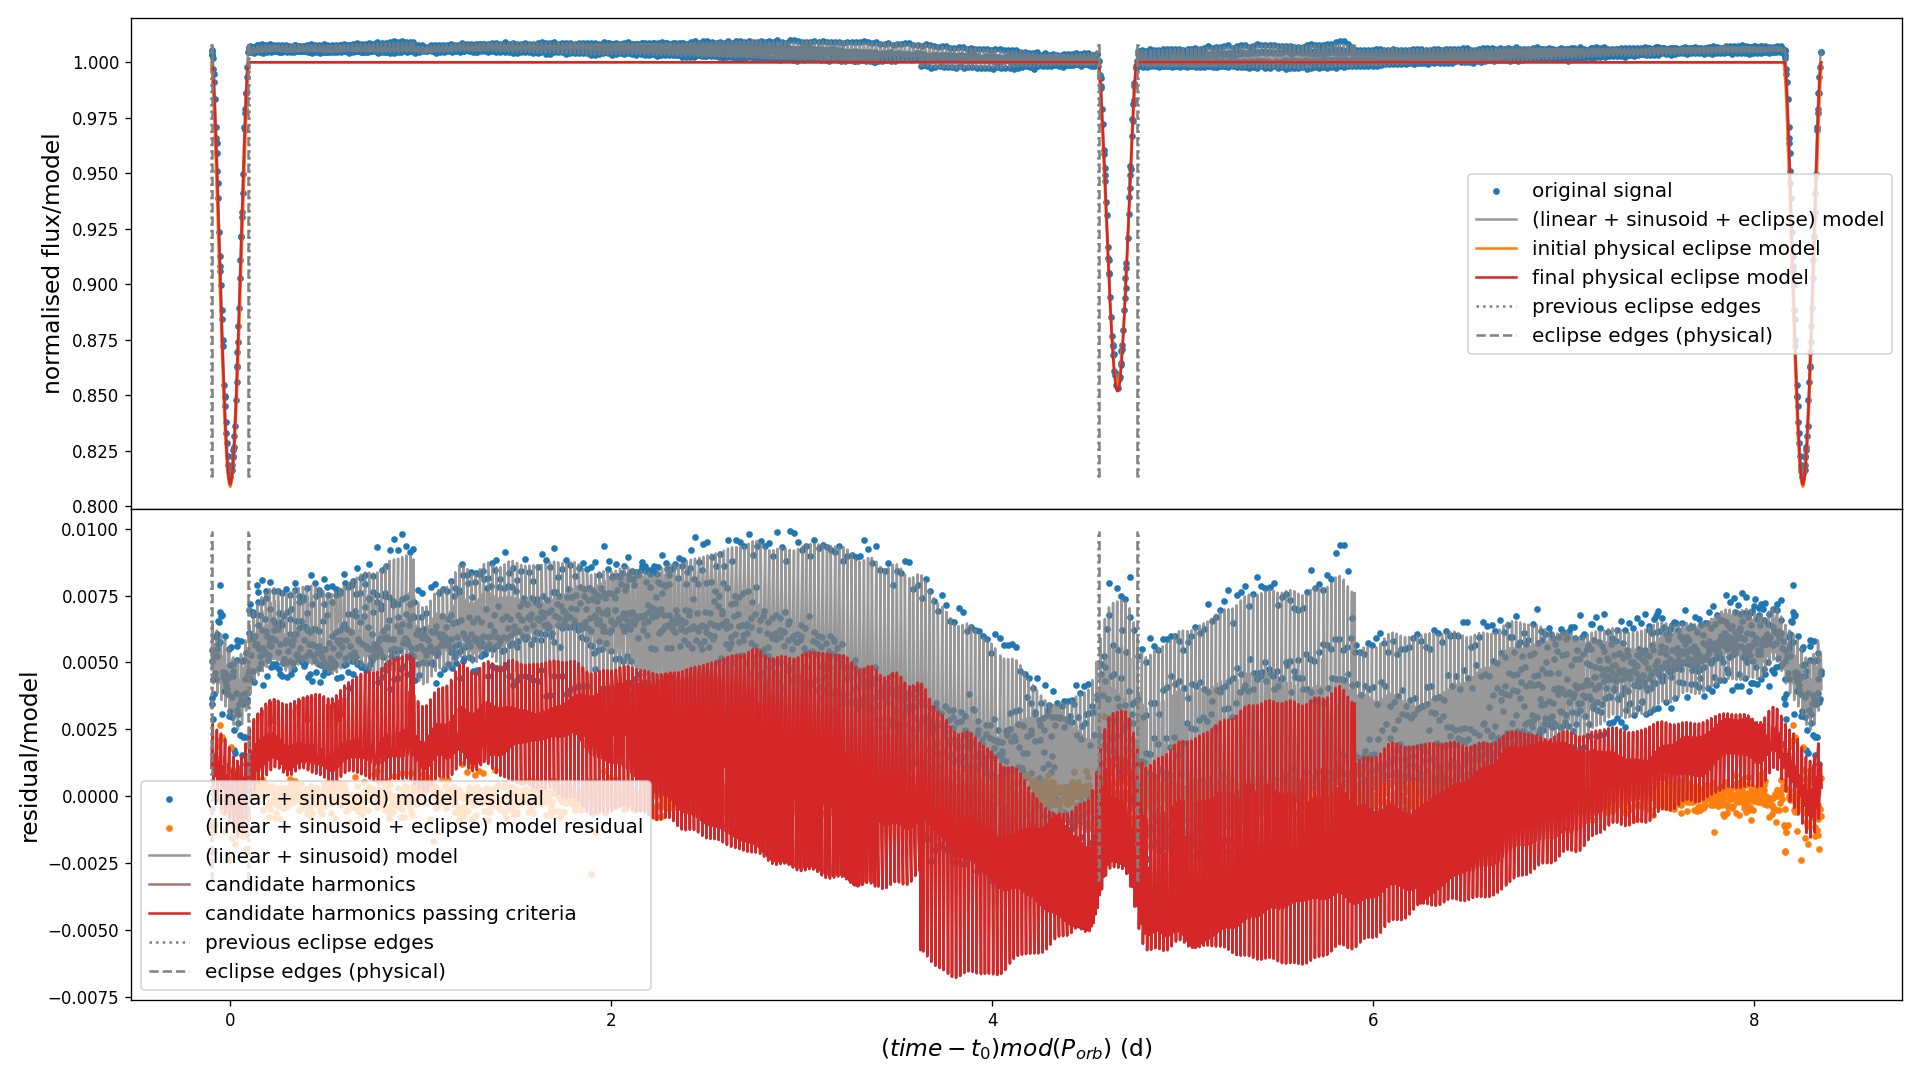 1.000
0.975
0.950
0.925
0.900
0.875
0.850
0.825
0.800
normalised flux/model
original signal
(linear + sinusoid + eclipse) model
initial physical eclipse model
final physical eclipse model
previous eclipse edges
eclipse edges (physical)
0.0100
0.0075
0.0050
0.0025
0.0000
−0.0025
−0.0050
−0.0075
residual/model
(linear + sinusoid) model residual
(linear + sinusoid + eclipse) model residual
(linear + sinusoid) model
candidate harmonics
candidate harmonics passing criteria
previous eclipse edges
eclipse edges (physical)
0 2 4 6 8
(time − t₀)mod(Pₒᵣb) (d)